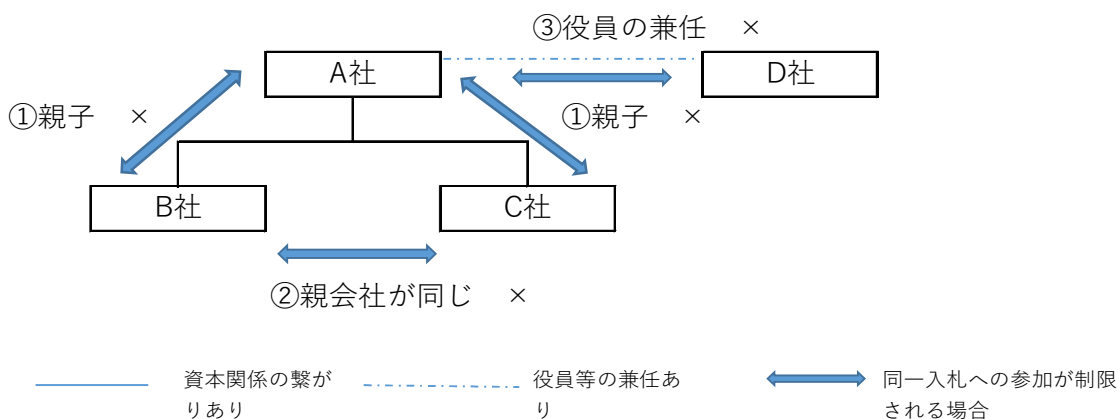 ③役員の兼任　×
A社
D社
①親子　×
①親子　×
B社
C社
②親会社が同じ　×
資本関係の繋が
りあり
役員等の兼任あ
り
同一入札への参加が制限
される場合